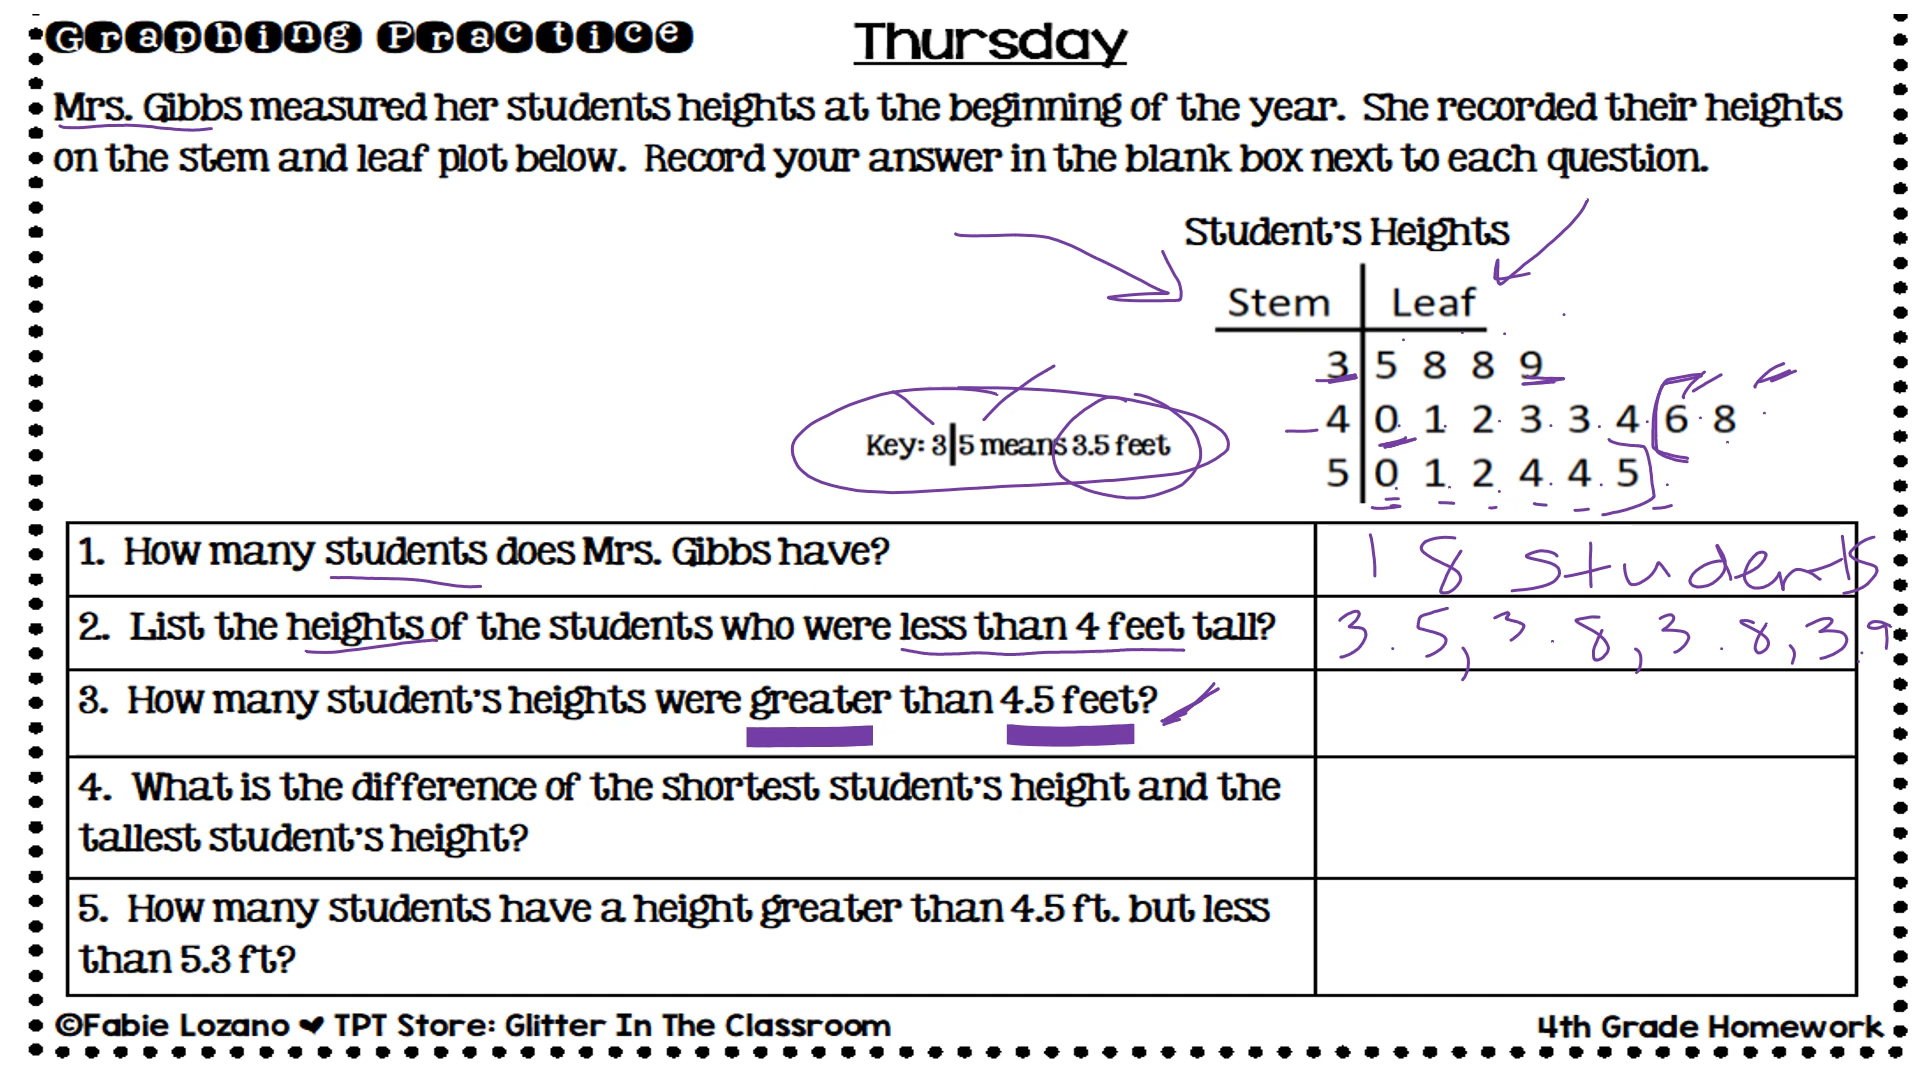 Graphing Practice
Thursday
Mrs. Gibbs measured her students heights at the beginning of the year. She recorded their heights
on the stem and leaf plot below. Record your answer in the blank box next to each question.
Student's Heights
Stem Leaf
3 5 8 8 9
4 0 1 2 3 3 4 6 8
5 0 1 2 4 4 5
Key: 3|5 means 3.5 feet
1. How many students does Mrs. Gibbs have?
18 students
2. List the heights of the students who were less than 4 feet tall?
3.5, 3.8, 3.8, 3.9
3. How many student's heights were greater than 4.5 feet?
4. What is the difference of the shortest student's height and the
tallest student's height?
5. How many students have a height greater than 4.5 ft. but less
than 5.3 ft?
©Fabie Lozano ❤ TPT Store: Glitter In The Classroom
4th Grade Homework